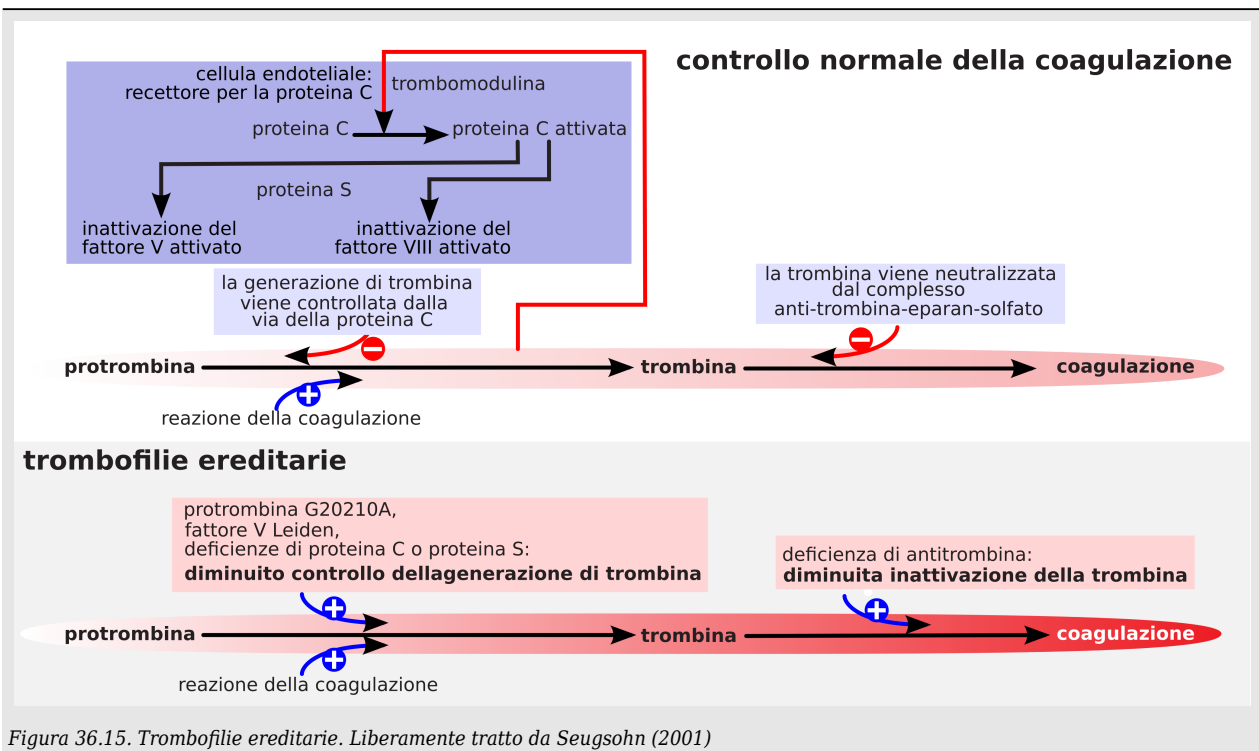 controllo normale della coagulazione
cellula endoteliale:
recettore per la proteina C
trombomodulina
proteina C
proteina C attivata
proteina S
inattivazione del
fattore V attivato
inattivazione del
fattore VIII attivato
la generazione di trombina
viene controllata dalla
via della proteina C
la trombina viene neutralizzata
dal complesso
anti-trombina-eparan-solfato
protrombina
trombina
coagulazione
reazione della coagulazione
trombofilie ereditarie
protrombina G20210A,
fattore V Leiden,
deficienze di proteina C o proteina S:
diminuito controllo dellagenerazione di trombina
deficienza di antitrombina:
diminuita inattivazione della trombina
protrombina
trombina
coagulazione
reazione della coagulazione
Figura 36.15. Trombofilie ereditarie. Liberamente tratto da Seugsohn (2001)